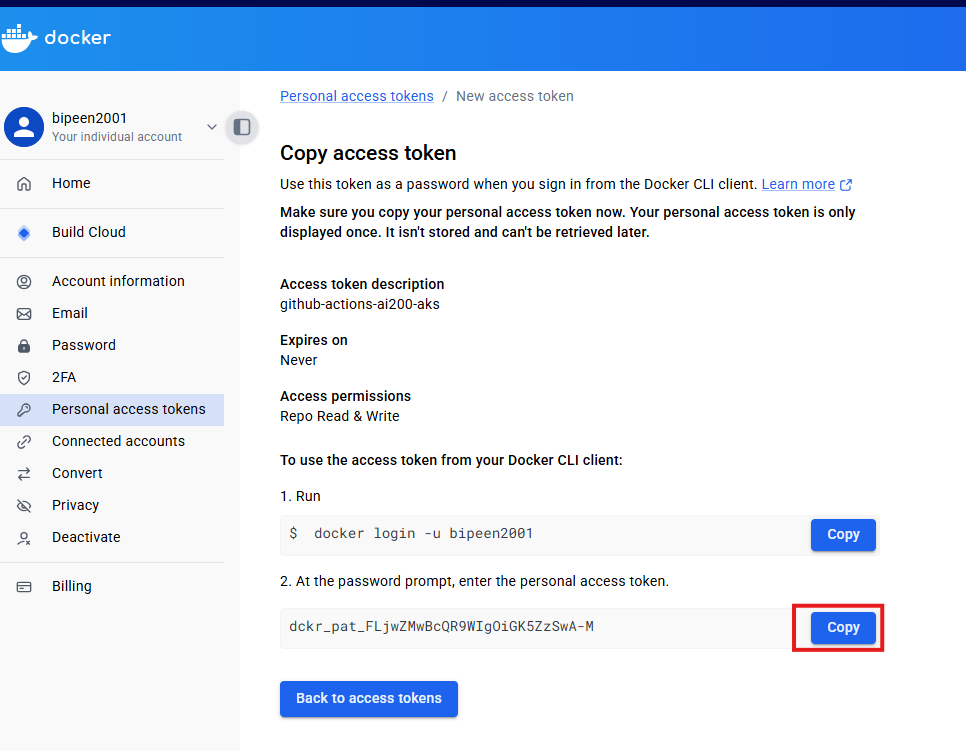 docker
bipeen2001
Your individual account
Home
Build Cloud
Account information
Email
Password
2FA
Personal access tokens
Connected accounts
Convert
Privacy
Deactivate
Billing
Personal access tokens / New access token
Copy access token
Use this token as a password when you sign in from the Docker CLI client. Learn more
Make sure you copy your personal access token now. Your personal access token is only
displayed once. It isn't stored and can't be retrieved later.
Access token description
github-actions-ai200-aks
Expires on
Never
Access permissions
Repo Read & Write
To use the access token from your Docker CLI client:
1. Run
$ docker login -u bipeen2001
Copy
2. At the password prompt, enter the personal access token.
dckr_pat_FLjwZMwBcQR9WIgOiGK5ZzSwA-M
Copy
Back to access tokens